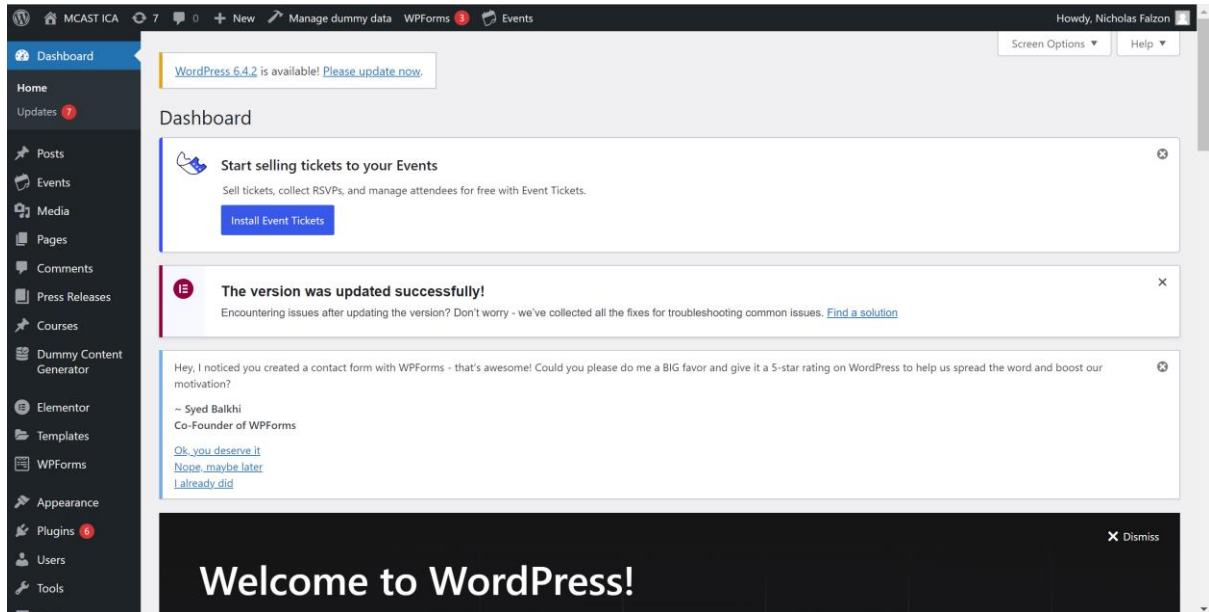 MCAST ICA 7 0 + New Manage dummy data WPForms 3 Events Howdy, Nicholas Falzon
Screen Options ▼ Help ▼
Dashboard
Home
Updates 7
Posts
Events
Media
Pages
Comments
Press Releases
Courses
Dummy Content
Generator
Elementor
Templates
WPForms
Appearance
Plugins 6
Users
Tools
WordPress 6.4.2 is available! Please update now.
Dashboard
Start selling tickets to your Events
Sell tickets, collect RSVPs, and manage attendees for free with Event Tickets.
Install Event Tickets
The version was updated successfully!
Encountering issues after updating the version? Don't worry - we've collected all the fixes for troubleshooting common issues. Find a solution
Hey, I noticed you created a contact form with WPForms - that's awesome! Could you please do me a BIG favor and give it a 5-star rating on WordPress to help us spread the word and boost our
motivation?
~ Syed Balkhi
Co-Founder of WPForms
Ok, you deserve it
Nope, maybe later
I already did
Dismiss
Welcome to WordPress!